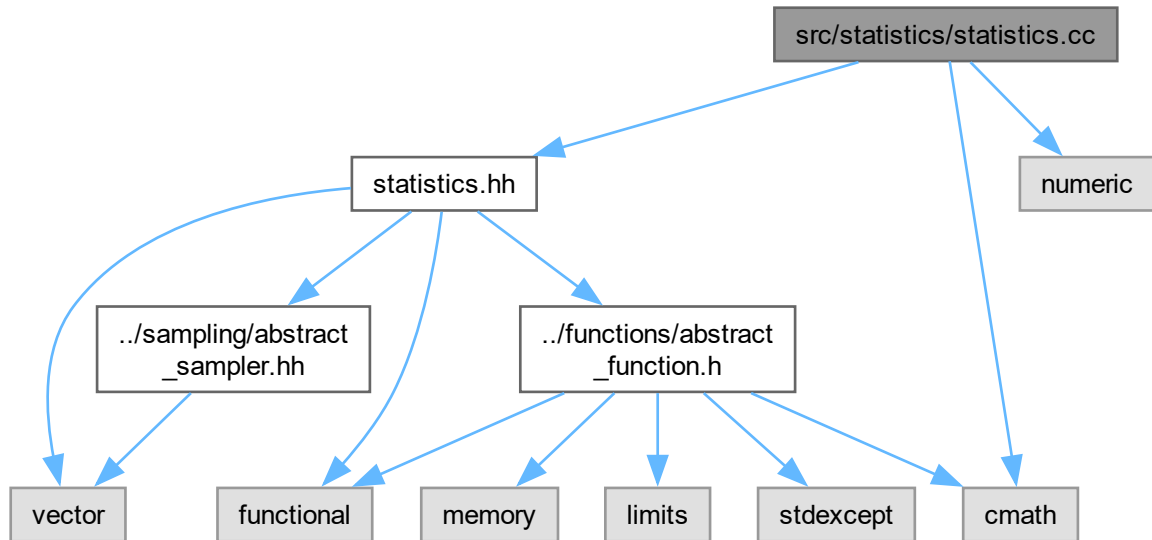 src/statistics/statistics.cc
statistics.hh
numeric
../sampling/abstract
_sampler.hh
../functions/abstract
_function.h
vector
functional
memory
limits
stdexcept
cmath